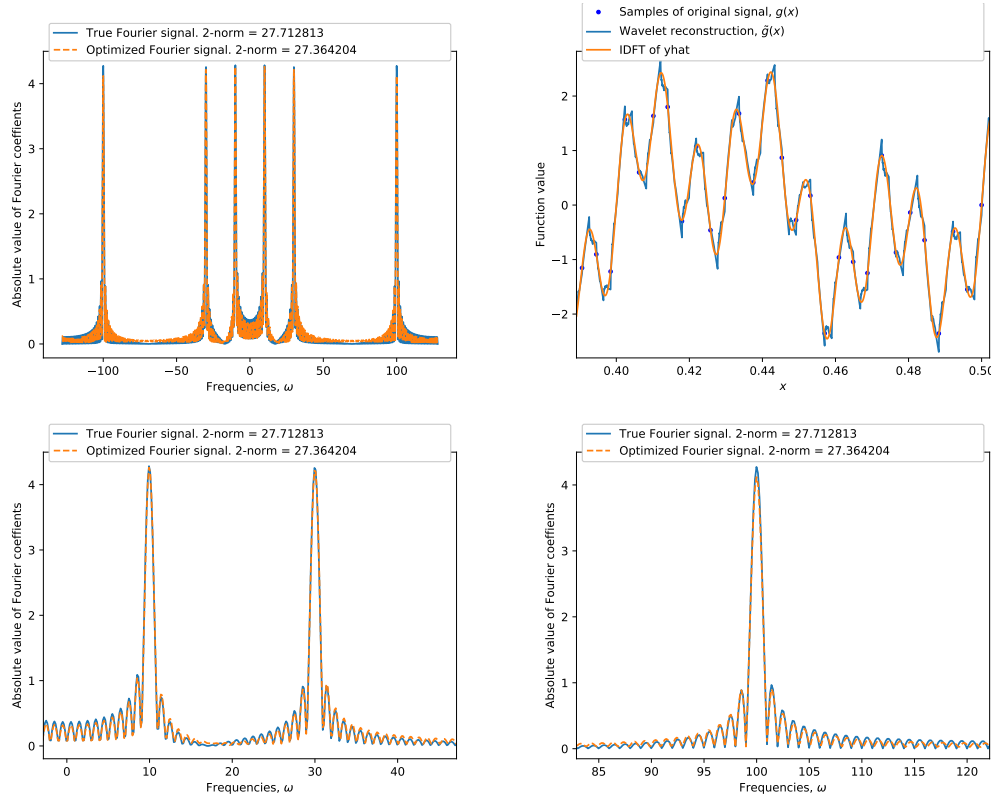 True Fourier signal. 2-norm = 27.712813
Optimized Fourier signal. 2-norm = 27.364204
Absolute value of Fourier coeffients
4
3
2
1
0
−100
−50
0
50
100
Frequencies, ω
Samples of original signal, g(x)
Wavelet reconstruction, g̃(x)
IDFT of yhat
Function value
2
1
0
−1
−2
0.40
0.42
0.44
0.46
0.48
0.50
x
True Fourier signal. 2-norm = 27.712813
Optimized Fourier signal. 2-norm = 27.364204
Absolute value of Fourier coeffients
4
3
2
1
0
0
10
20
30
40
Frequencies, ω
True Fourier signal. 2-norm = 27.712813
Optimized Fourier signal. 2-norm = 27.364204
Absolute value of Fourier coeffients
4
3
2
1
0
85
90
95
100
105
110
115
120
Frequencies, ω